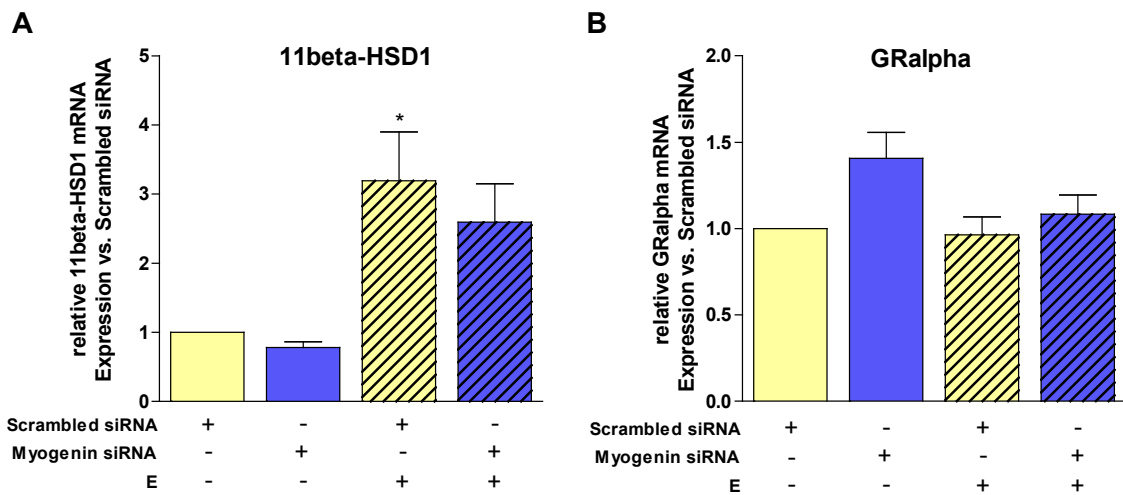 A
11beta-HSD1
relative 11beta-HSD1 mRNA
Expression vs. Scrambled siRNA
5
4
3
2
1
0
*
Scrambled siRNA + - + -
Myogenin siRNA - + - +
E - - + +
B
GRalpha
relative GRalpha mRNA
Expression vs. Scrambled siRNA
2.0
1.5
1.0
0.5
0.0
Scrambled siRNA + - + -
Myogenin siRNA - + - +
E - - + +